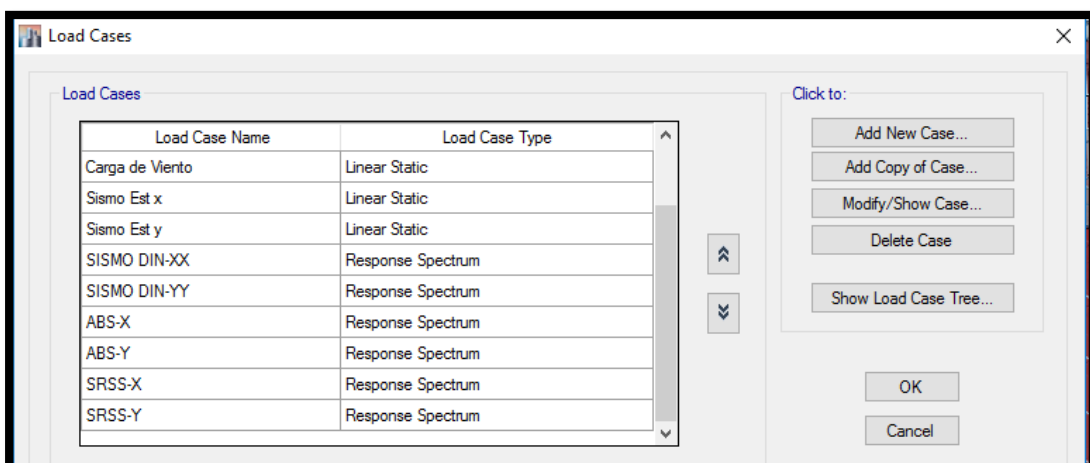 Load Cases
Load Cases
Click to:
Load Case Name Load Case Type
Carga de Viento Linear Static
Sismo Est x Linear Static
Sismo Est y Linear Static
SISMO DIN-XX Response Spectrum
SISMO DIN-YY Response Spectrum
ABS-X Response Spectrum
ABS-Y Response Spectrum
SRSS-X Response Spectrum
SRSS-Y Response Spectrum
Add New Case...
Add Copy of Case...
Modify/Show Case...
Delete Case
Show Load Case Tree...
OK
Cancel